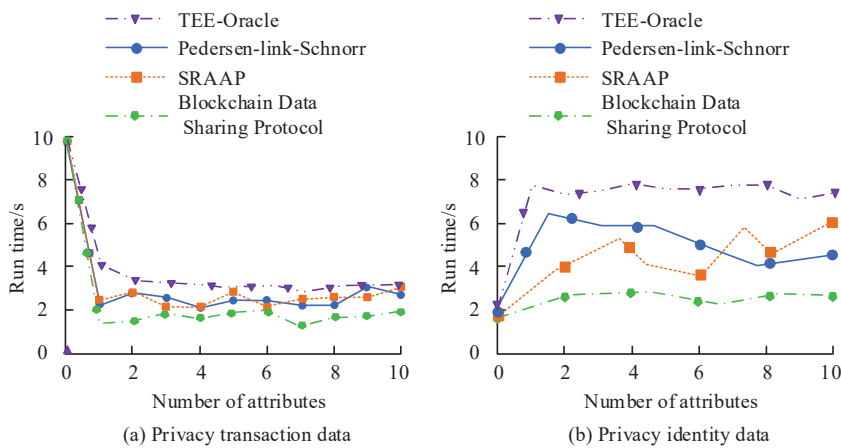 TEE-Oracle
Pedersen-link-Schnorr
SRAAP
Blockchain Data
Sharing Protocol
10
8
6
4
2
0
Run time/s
0 2 4 6 8 10
Number of attributes
(a) Privacy transaction data
TEE-Oracle
Pedersen-link-Schnorr
SRAAP
Blockchain Data
Sharing Protocol
10
8
6
4
2
0
Run time/s
0 2 4 6 8 10
Number of attributes
(b) Privacy identity data